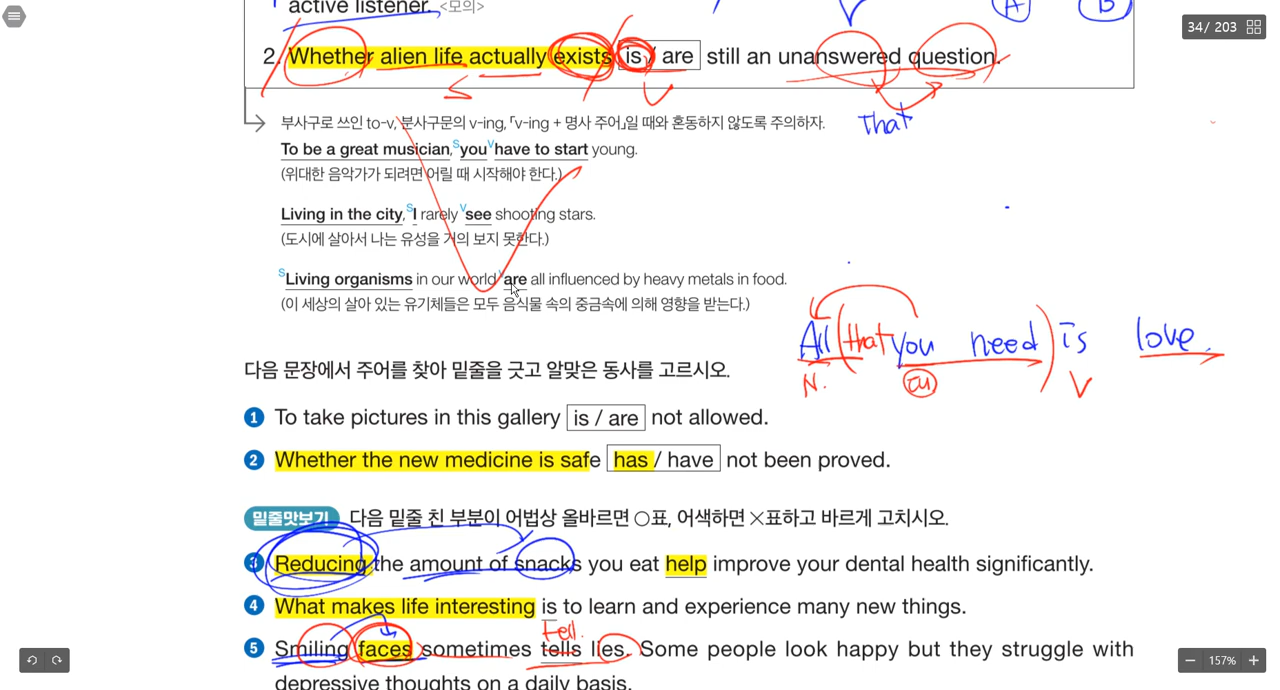 active listener. <모의>
A B
34/ 203
2. Whether alien life actually exists is / are still an unanswered question.
S V
That
부사구로 쓰인 to-v, 분사구문의 v-ing, 「v-ing + 명사 주어」일 때와 혼동하지 않도록 주의하자.
To be a great musician, S you V have to start young.
(위대한 음악가가 되려면 어릴 때 시작해야 한다.)
Living in the city, S I rarely V see shooting stars.
(도시에 살아서 나는 유성을 거의 보지 못한다.)
S Living organisms in our world V are all influenced by heavy metals in food.
(이 세상의 살아 있는 유기체들은 모두 음식물 속의 중금속에 의해 영향을 받는다.)
All (that you need) is love.
N. V
다음 문장에서 주어를 찾아 밑줄을 긋고 알맞은 동사를 고르시오.
1 To take pictures in this gallery is / are not allowed.
2 Whether the new medicine is safe has / have not been proved.
밑줄맛보기 다음 밑줄 친 부분이 어법상 올바르면 ○표, 어색하면 ×표하고 바르게 고치시오.
3 Reducing the amount of snacks you eat help improve your dental health significantly.
4 What makes life interesting is to learn and experience many new things.
tell.
5 Smiling faces sometimes tells lies. Some people look happy but they struggle with
depressive thoughts on a daily basis.
157%